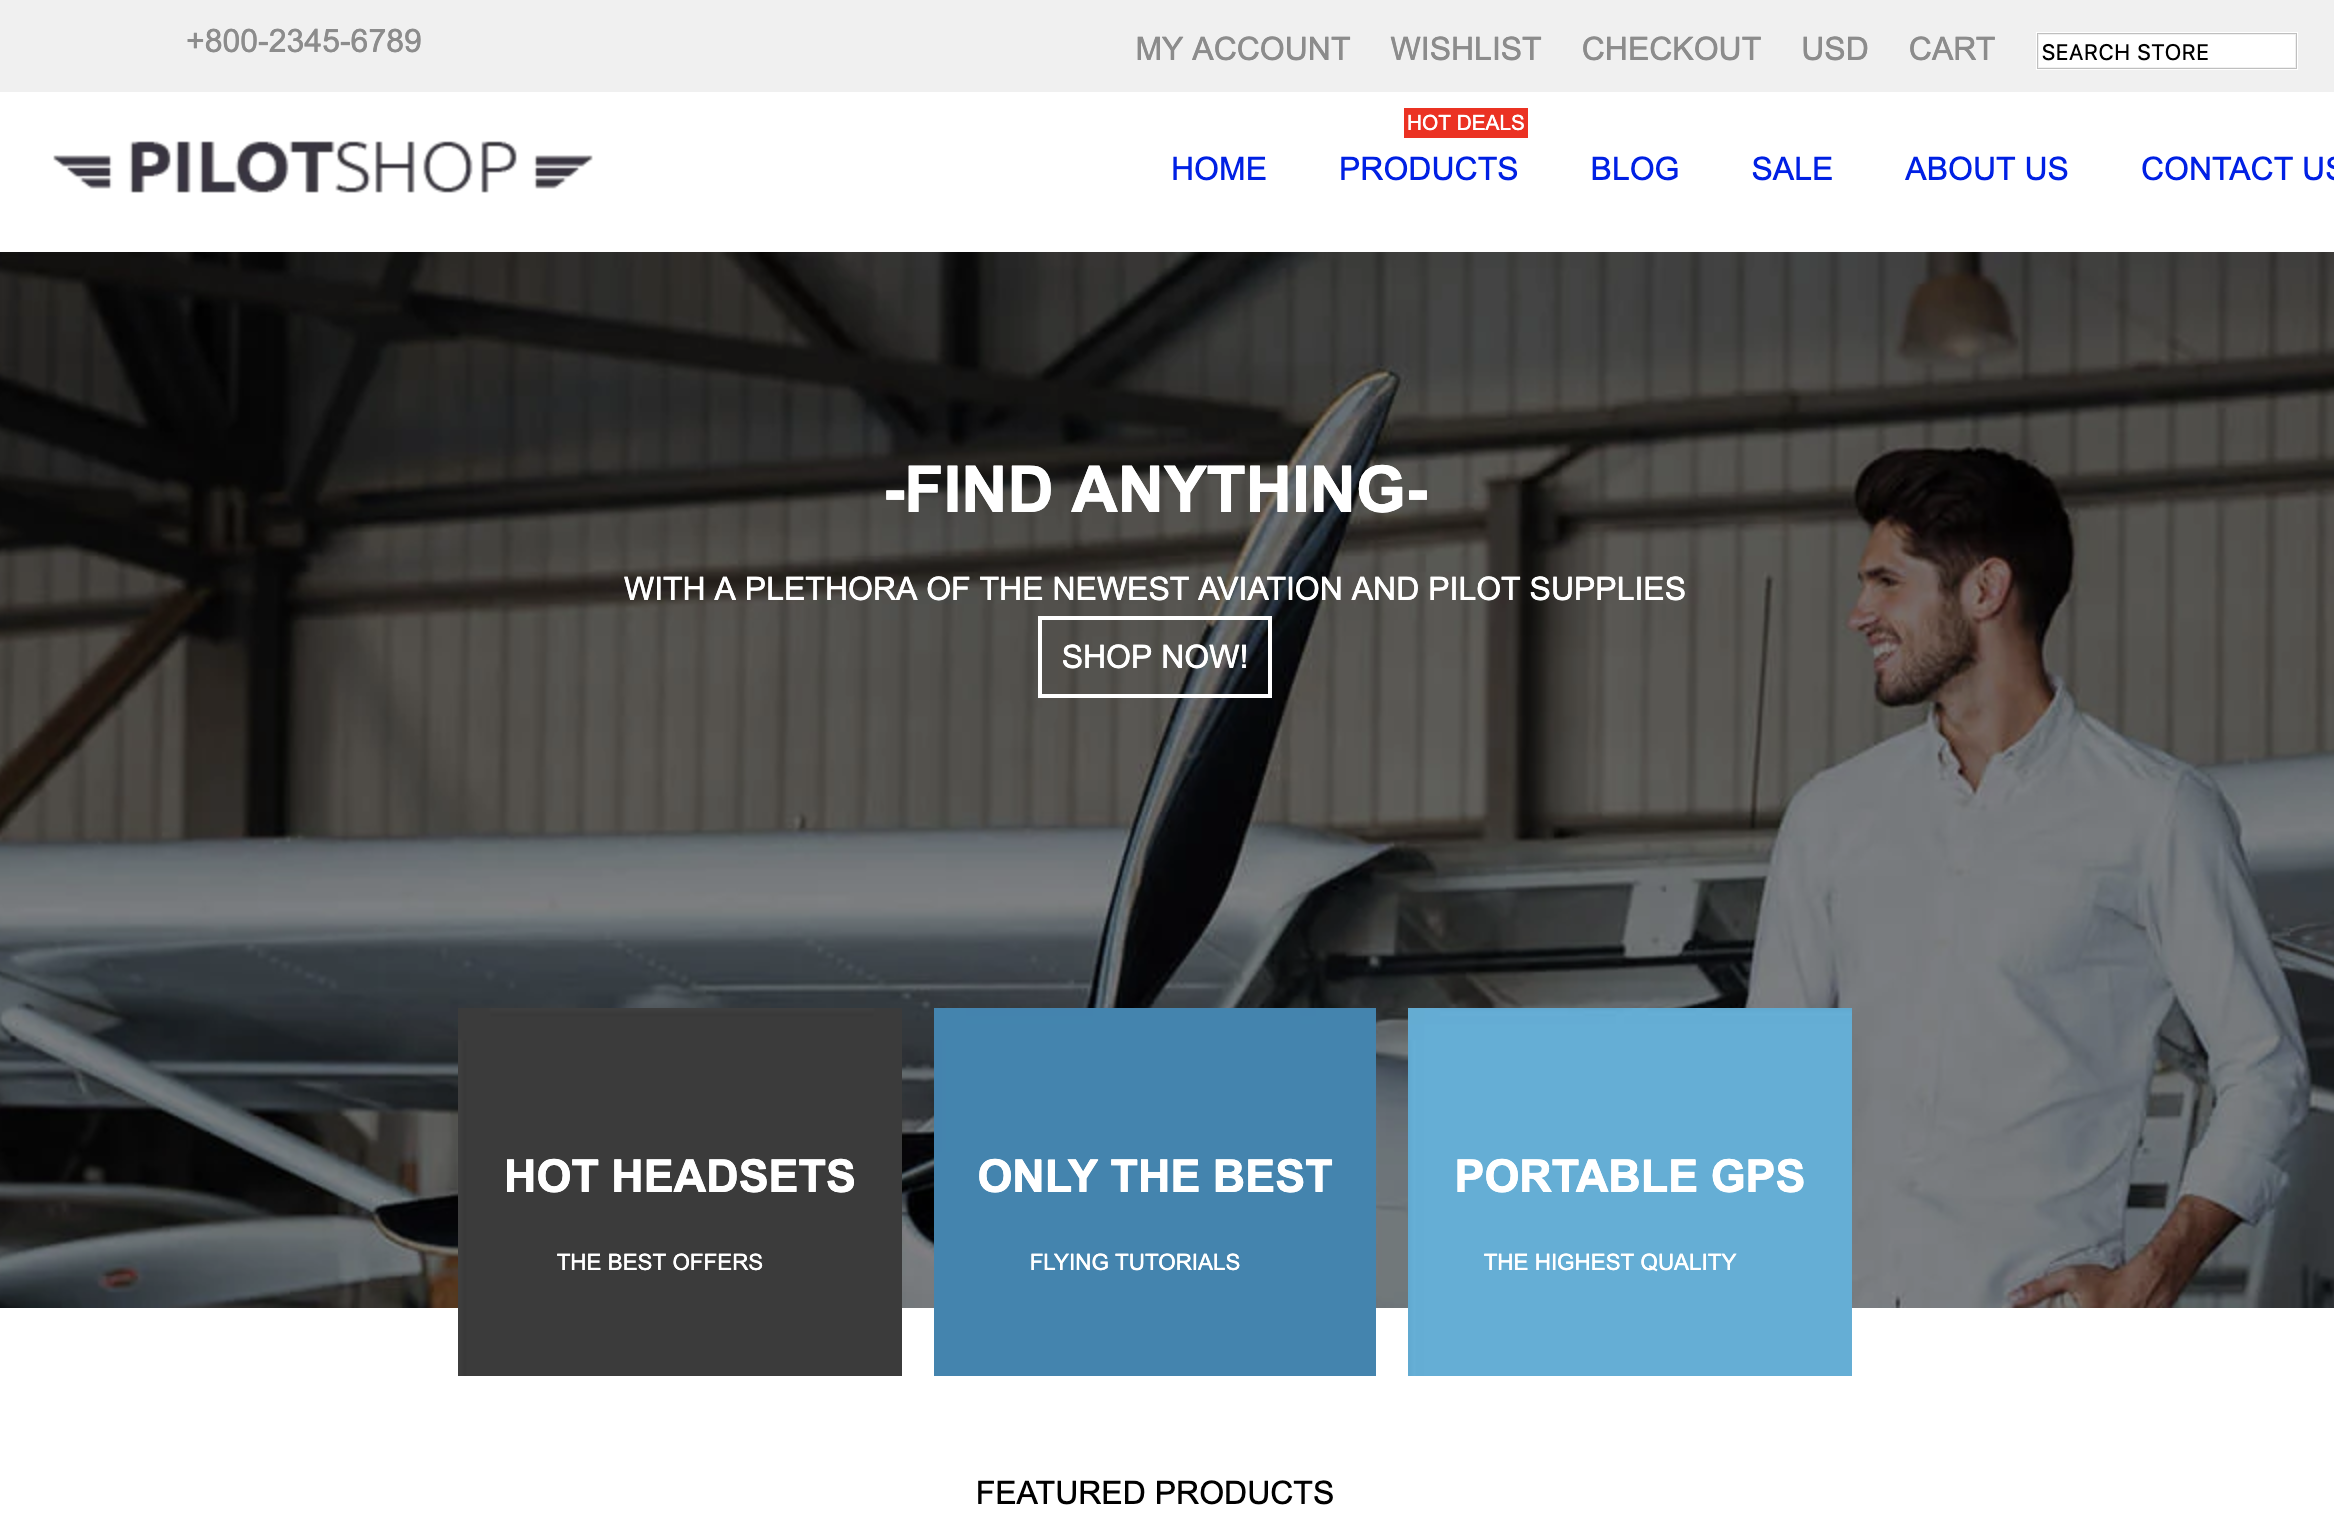 +800-2345-6789
MY ACCOUNT WISHLIST CHECKOUT USD CART SEARCH STORE
HOT DEALS
PILOTSHOP
HOME PRODUCTS BLOG SALE ABOUT US CONTACT US
-FIND ANYTHING-
WITH A PLETHORA OF THE NEWEST AVIATION AND PILOT SUPPLIES
SHOP NOW!
HOT HEADSETS
THE BEST OFFERS
ONLY THE BEST
FLYING TUTORIALS
PORTABLE GPS
THE HIGHEST QUALITY
FEATURED PRODUCTS